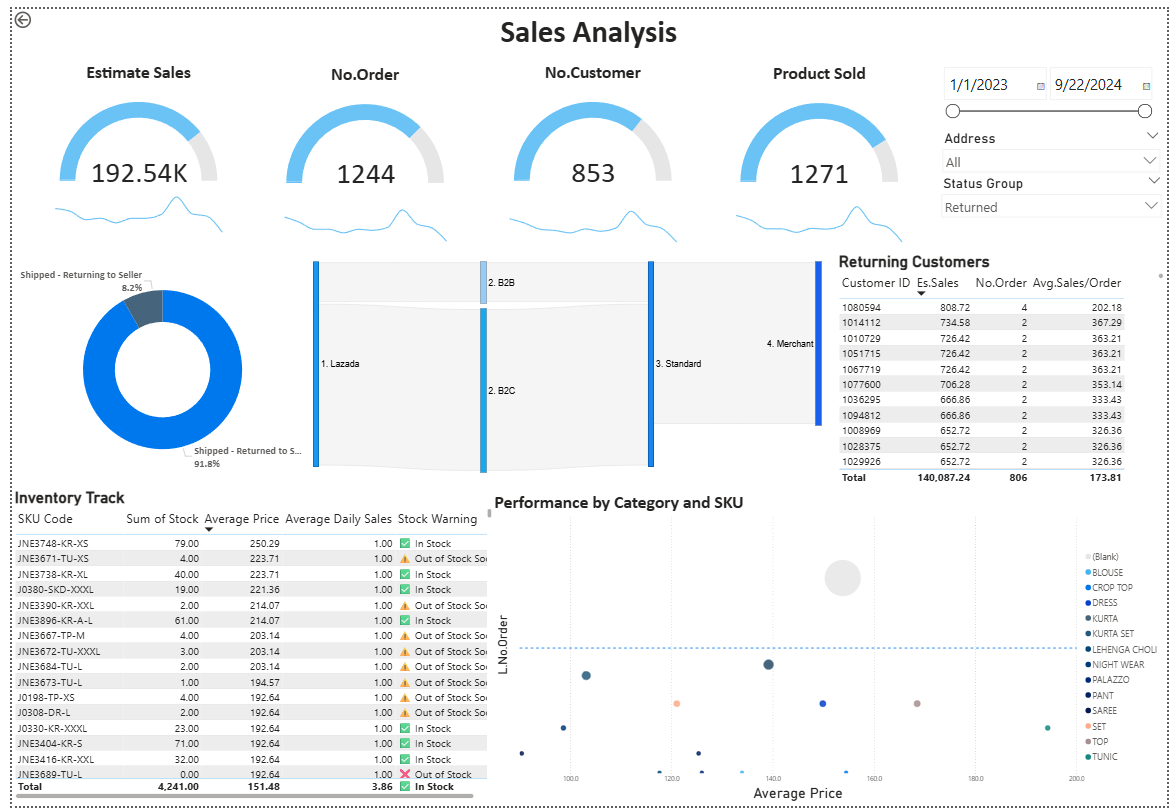 Sales Analysis
Estimate Sales
No.Order
No.Customer
Product Sold
192.54K
1244
853
1271
1/1/2023
9/22/2024
Address
All
Status Group
Returned
Shipped - Returning to Seller
8.2%
Shipped - Returned to S...
91.8%
1. Lazada
2. B2B
2. B2C
3. Standard
4. Merchant
Returning Customers
Customer ID Es.Sales No.Order Avg.Sales/Order
1080594 808.72 4 202.18
1014112 734.58 2 367.29
1010729 726.42 2 363.21
1051715 726.42 2 363.21
1067719 726.42 2 363.21
1077600 706.28 2 353.14
1036295 666.86 2 333.43
1094812 666.86 2 333.43
1008969 652.72 2 326.36
1028375 652.72 2 326.36
1029926 652.72 2 326.36
Total 140,087.24 806 173.81
Inventory Track
SKU Code Sum of Stock Average Price Average Daily Sales Stock Warning
JNE3748-KR-XS 79.00 250.29 1.00 In Stock
JNE3671-TU-XS 4.00 223.71 1.00 Out of Stock Soo
JNE3738-KR-XL 40.00 223.71 1.00 In Stock
J0380-SKD-XXXL 19.00 221.36 1.00 In Stock
JNE3390-KR-XXL 2.00 214.07 1.00 Out of Stock Soo
JNE3896-KR-A-L 61.00 214.07 1.00 In Stock
JNE3667-TP-M 4.00 203.14 1.00 Out of Stock Soo
JNE3672-TU-XXXL 3.00 203.14 1.00 Out of Stock Soo
JNE3684-TU-L 2.00 203.14 1.00 Out of Stock Soo
JNE3673-TU-L 1.00 194.57 1.00 Out of Stock Soo
J0198-TP-XS 4.00 192.64 1.00 Out of Stock Soo
J0308-DR-L 2.00 192.64 1.00 Out of Stock Soo
J0330-KR-XXXL 23.00 192.64 1.00 In Stock
JNE3404-KR-S 71.00 192.64 1.00 In Stock
JNE3416-KR-XXL 32.00 192.64 1.00 In Stock
JNE3689-TU-L 0.00 192.64 1.00 Out of Stock
Total 4,241.00 151.48 3.86 In Stock
Performance by Category and SKU
L.No.Order
100.0 120.0 140.0 160.0 180.0 200.0
Average Price
(Blank)
BLOUSE
CROP TOP
DRESS
KURTA
KURTA SET
LEHENGA CHOLI
NIGHT WEAR
PALAZZO
PANT
SAREE
SET
TOP
TUNIC